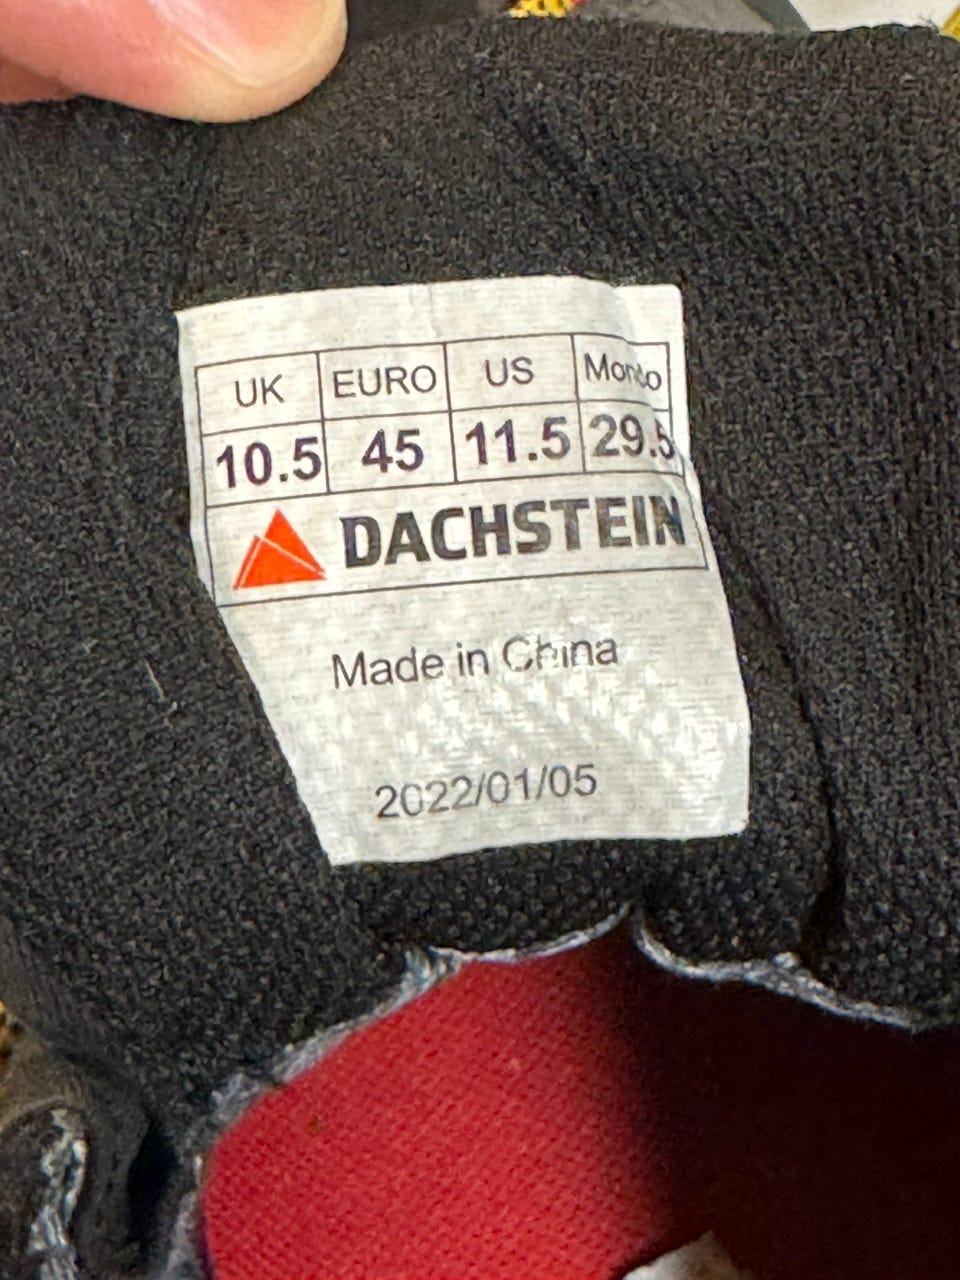 UK EURO US Mondo
10.5 45 11.5 29.5
DACHSTEIN
Made in China
2022/01/05